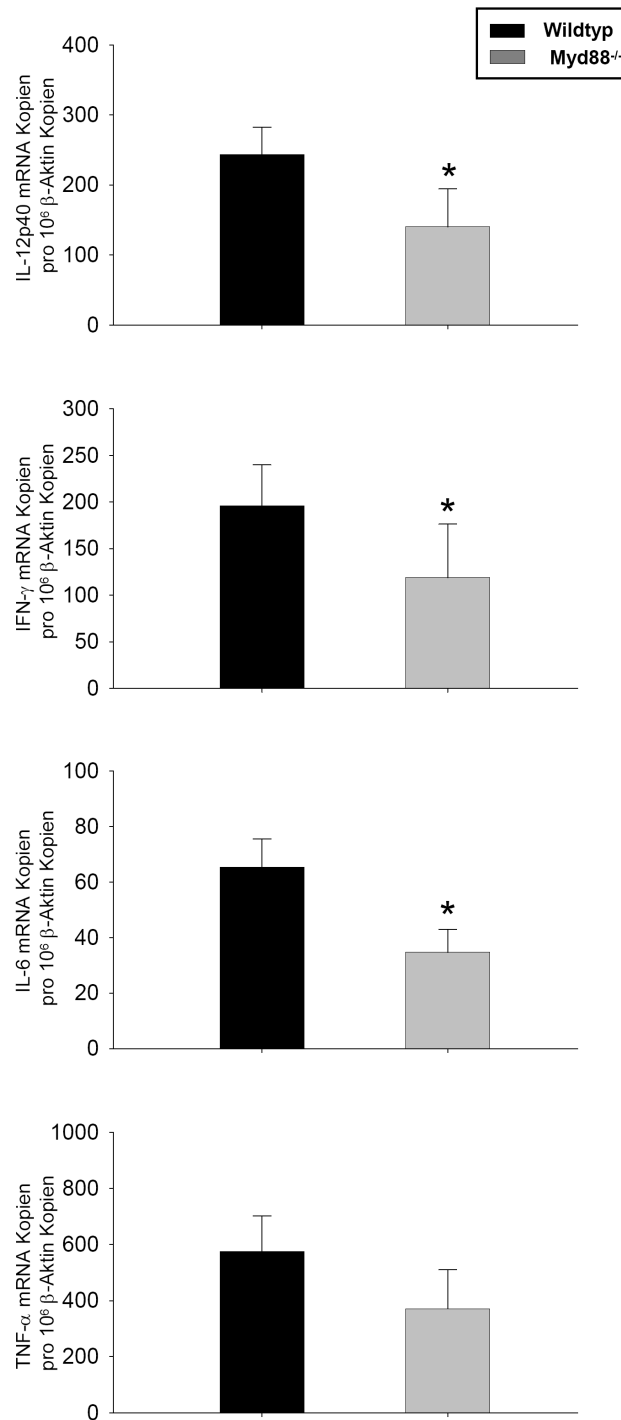 Wildtyp
Myd88-/-
IL-12p40 mRNA Kopien
pro 10⁶ β-Aktin Kopien
400
300
200
100
0
*
IFN-γ mRNA Kopien
pro 10⁶ β-Aktin Kopien
300
250
200
150
100
50
0
*
IL-6 mRNA Kopien
pro 10⁶ β-Aktin Kopien
100
80
60
40
20
0
*
TNF-α mRNA Kopien
pro 10⁶ β-Aktin Kopien
1000
800
600
400
200
0